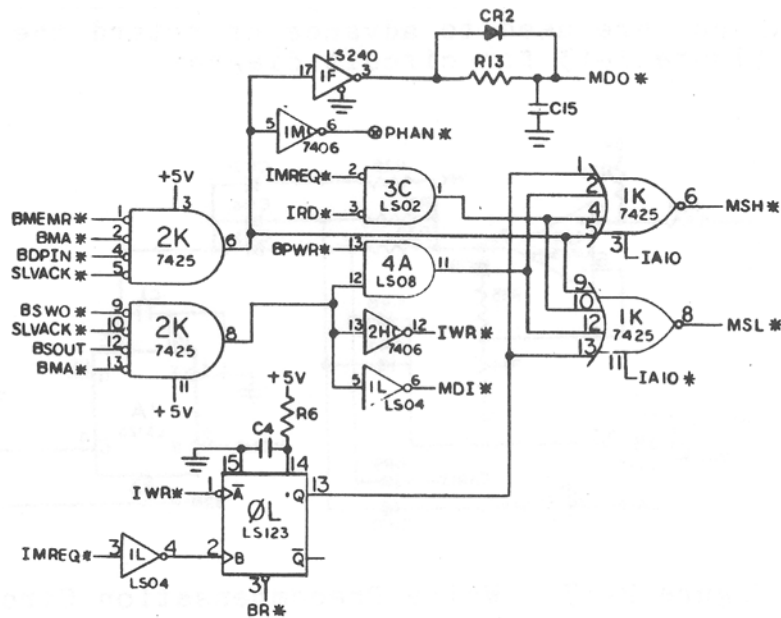 CR2
LS240
17 1F 3
R13
MDO*
C15
5 1M 6
PHAN*
7406
+5V
3
IMREQ* 2
3C
1
LS02
IRD 3
1
2
4
5
1K
7425
6
MSH*
3
IA10
BMEMR* 1
BMA* 2
BDPIN* 4
SLVACK* 5
2K
7425
6
BPWR* 13
4A
11
LS08
12
BSWO* 9
SLVACK* 10
BSOUT 12
BMA* 13
2K
7425
8
11
+5V
13 2H 12
IWR*
7406
9
10
12
13
1K
7425
8
MSL*
11
IA10*
5 1L 6
MDI*
LS04
+5V
R6
C4
15 14
IWR* 1
A
Q
13
ØL
LS123
IMREQ* 3
1L
4
2
B
Q
LS04
3
BR*